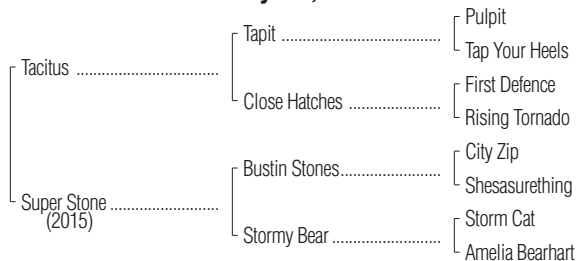 Pulpit
Tapit ........................................
Tap Your Heels
Tacitus ....................................
First Defence
Close Hatches .......................
Rising Tornado
City Zip
Bustin Stones.........................
Shesasurething
Super Stone ...........................
(2015)
Storm Cat
Stormy Bear ...........................
Amelia Bearhart